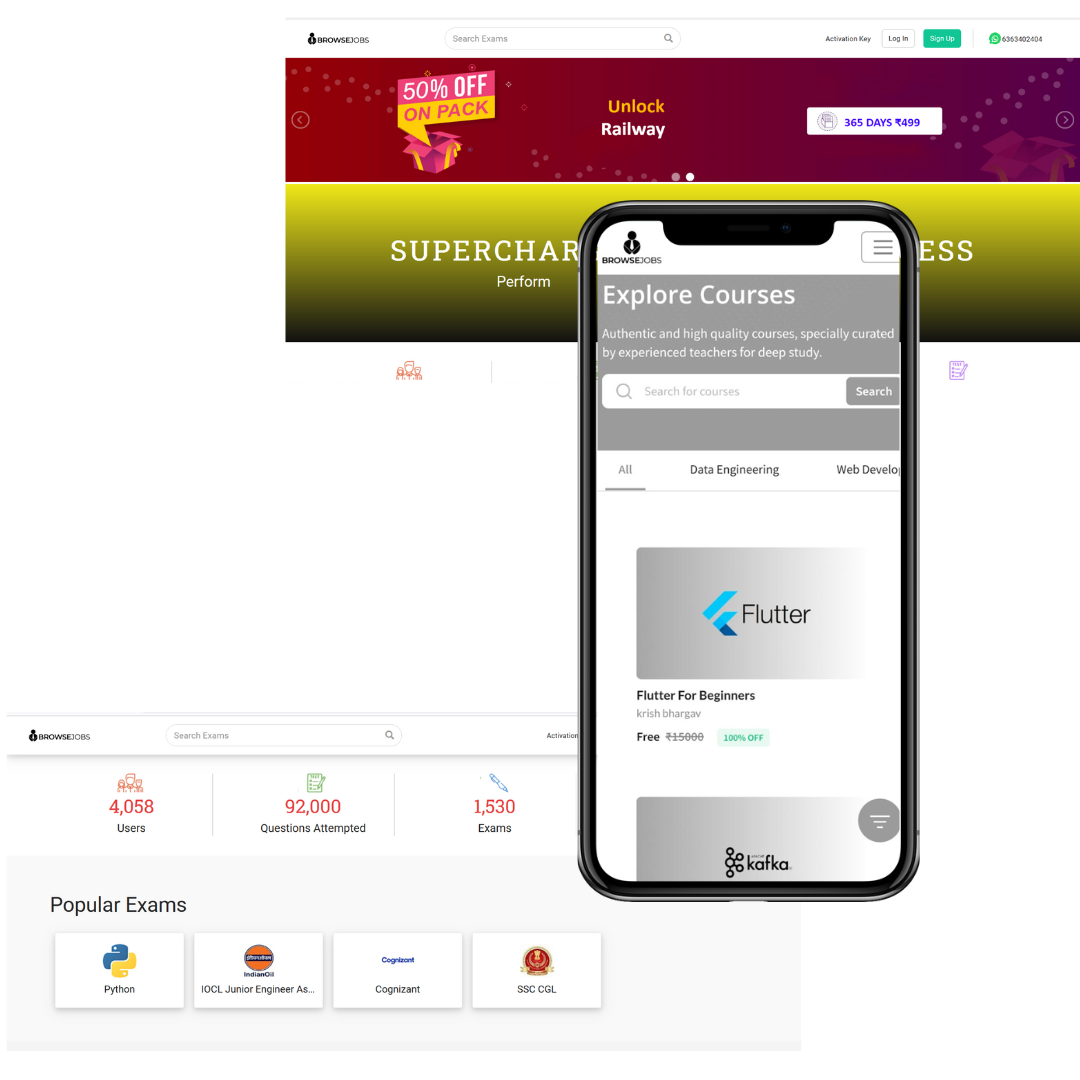 BROWSEJOBS
Search Exams
Activation Key
Log In
Sign Up
6363402404
50% OFF
ON PACK
Unlock
Railway
365 DAYS ₹499
SUPERCHAR
ESS
Perform
BROWSEJOBS
Explore Courses
Authentic and high quality courses, specially curated
by experienced teachers for deep study.
Search for courses
Search
All
Data Engineering
Web Develo
Flutter
Flutter For Beginners
krish bhargav
Free ₹15000 100% OFF
kafka
BROWSEJOBS
Search Exams
Activation
4,058
Users
92,000
Questions Attempted
1,530
Exams
Popular Exams
Python
IndianOil
IOCL Junior Engineer As...
Cognizant
Cognizant
SSC CGL